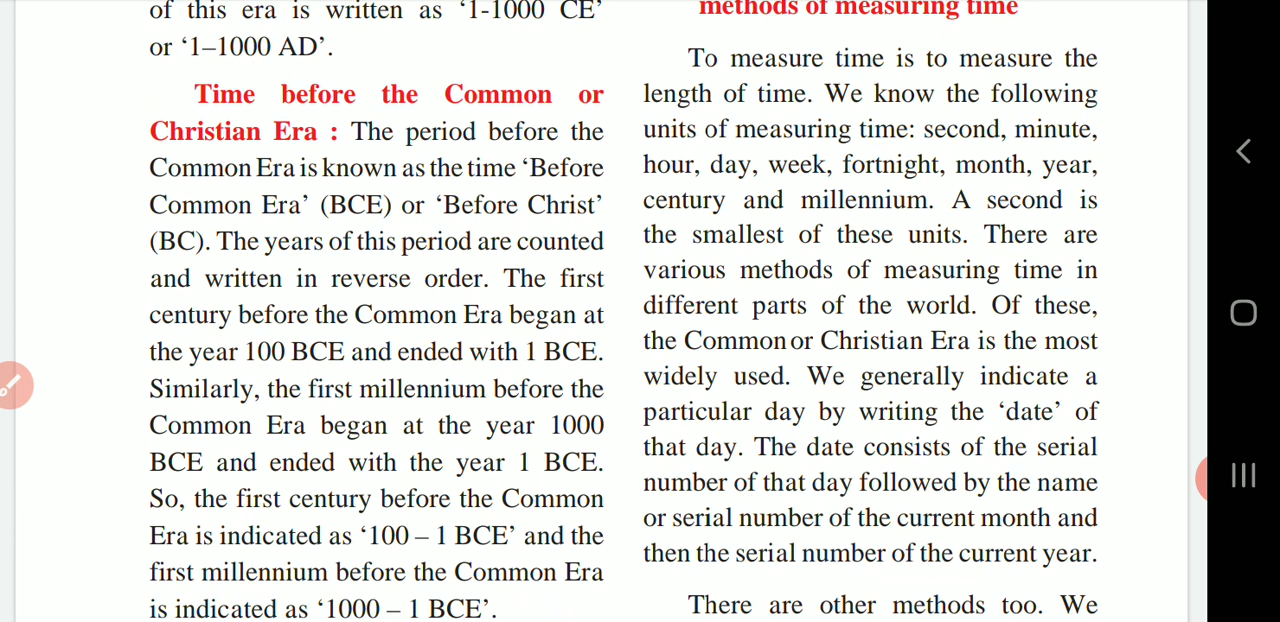 of this era is written as ‘1-1000 CE’
or ‘1–1000 AD’.
Time before the Common or
Christian Era : The period before the
Common Era is known as the time ‘Before
Common Era’ (BCE) or ‘Before Christ’
(BC). The years of this period are counted
and written in reverse order. The first
century before the Common Era began at
the year 100 BCE and ended with 1 BCE.
Similarly, the first millennium before the
Common Era began at the year 1000
BCE and ended with the year 1 BCE.
So, the first century before the Common
Era is indicated as ‘100 – 1 BCE’ and the
first millennium before the Common Era
is indicated as ‘1000 – 1 BCE’.
methods of measuring time
To measure time is to measure the
length of time. We know the following
units of measuring time: second, minute,
hour, day, week, fortnight, month, year,
century and millennium. A second is
the smallest of these units. There are
various methods of measuring time in
different parts of the world. Of these,
the Common or Christian Era is the most
widely used. We generally indicate a
particular day by writing the ‘date’ of
that day. The date consists of the serial
number of that day followed by the name
or serial number of the current month and
then the serial number of the current year.
There are other methods too. We